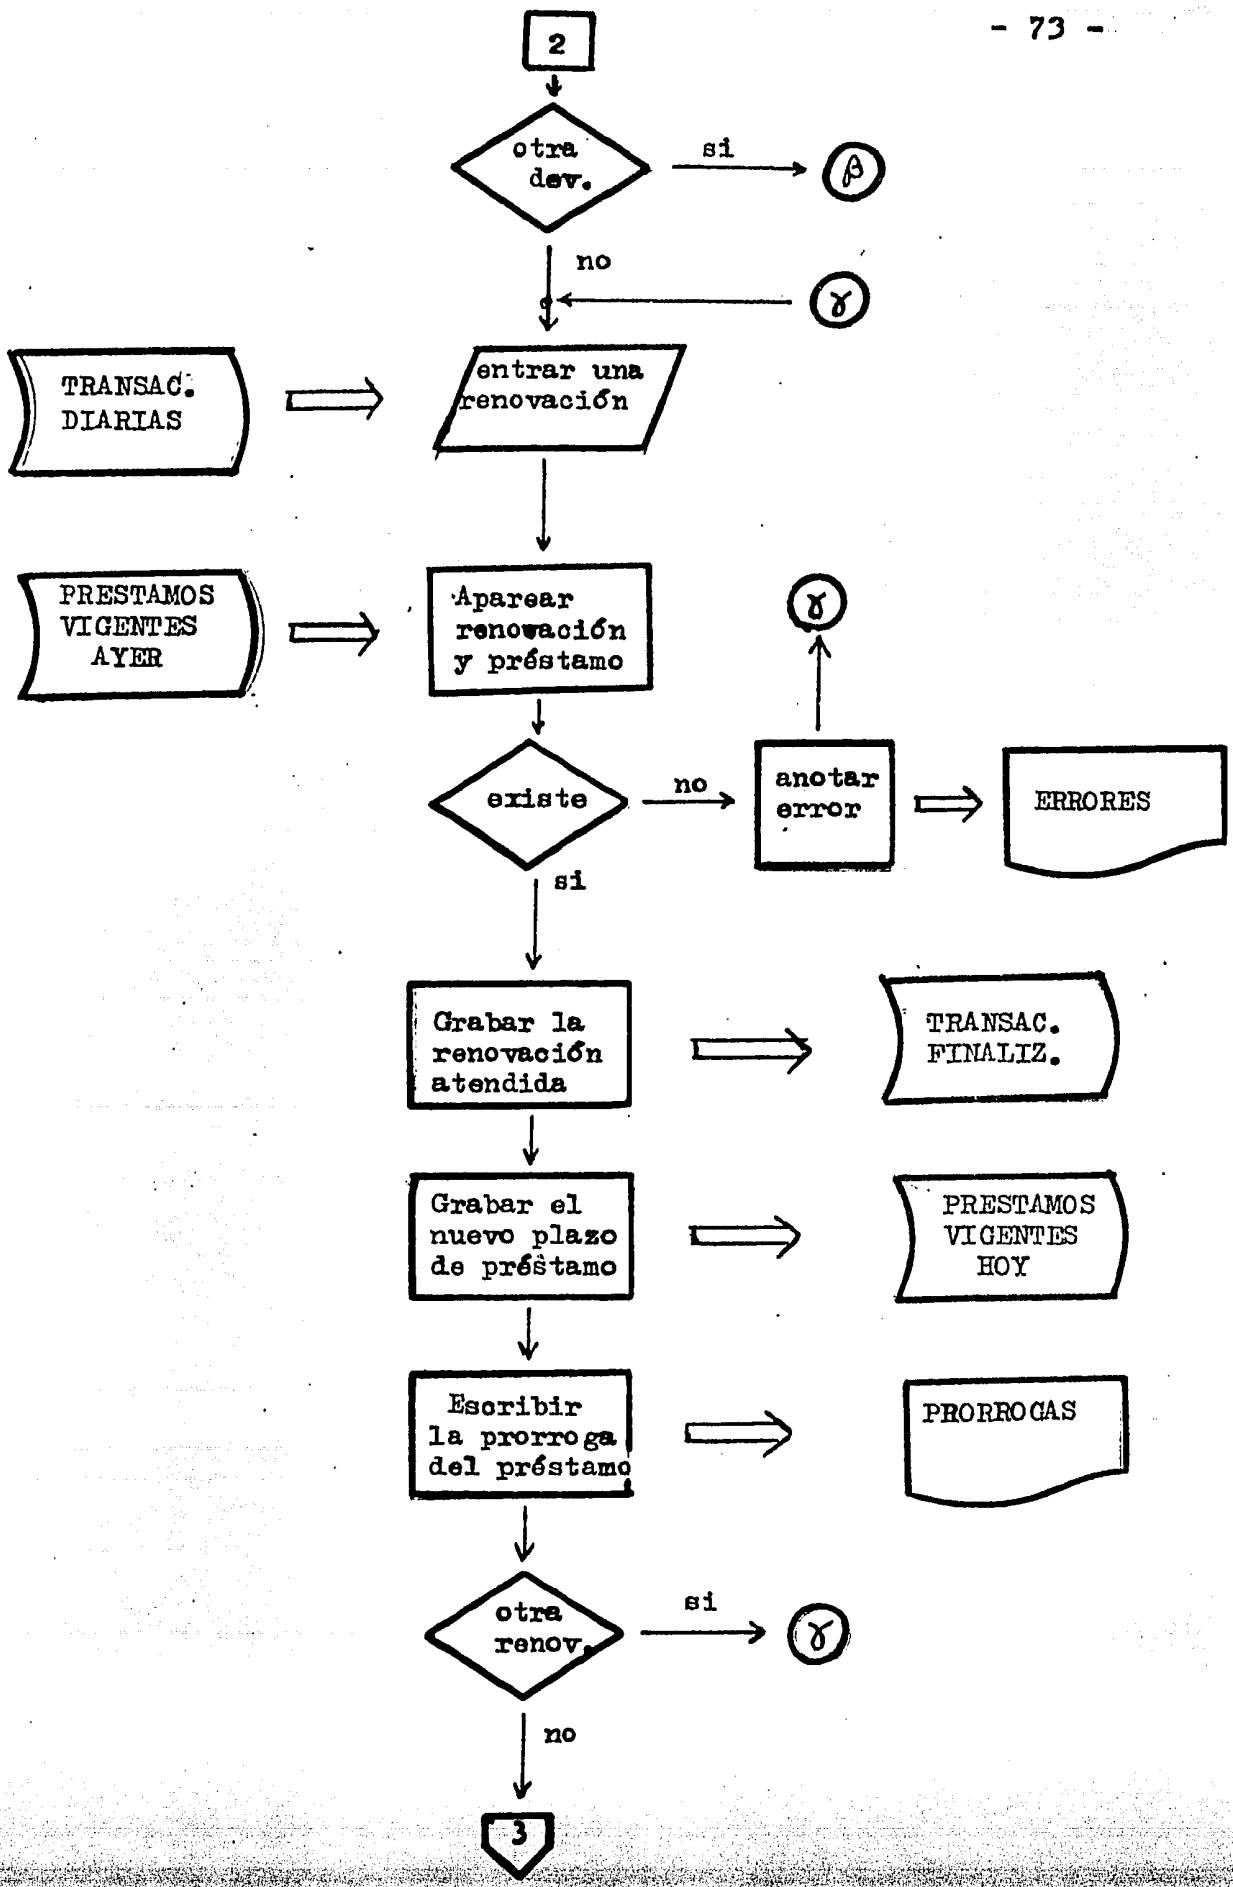 - 73 -
2
otra
dev.
si
β
no
γ
TRANSAC.
DIARIAS
entrar una
renovación
PRESTAMOS
VIGENTES
AYER
Aparear
renovación
y préstamo
γ
existe
no
anotar
error
ERRORES
si
Grabar la
renovación
atendida
TRANSAC.
FINALIZ.
Grabar el
nuevo plazo
de préstamo
PRESTAMOS
VIGENTES
HOY
Escribir
la prorroga
del préstamo
PRORROGAS
otra
renov.
si
γ
no
3